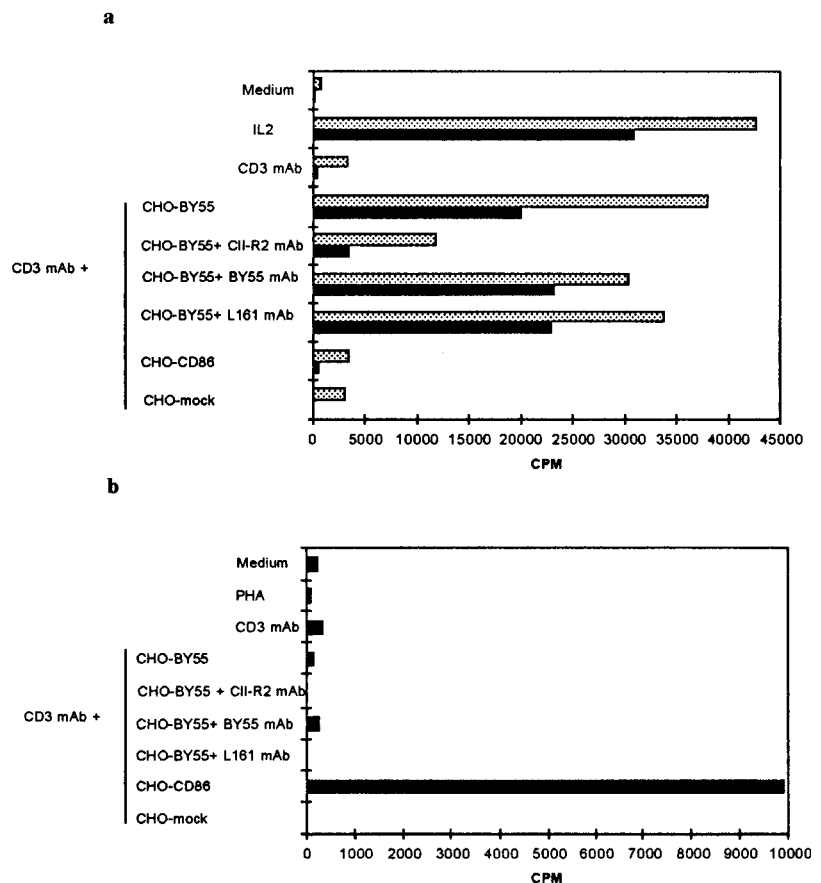 a
Medium
IL2
CD3 mAb
CHO-BY55
CHO-BY55+ CII-R2 mAb
CD3 mAb +
CHO-BY55+ BY55 mAb
CHO-BY55+ L161 mAb
CHO-CD86
CHO-mock
0 5000 10000 15000 20000 25000 30000 35000 40000 45000
CPM
b
Medium
PHA
CD3 mAb
CHO-BY55
CHO-BY55 + CII-R2 mAb
CD3 mAb +
CHO-BY55+ BY55 mAb
CHO-BY55+ L161 mAb
CHO-CD86
CHO-mock
0 1000 2000 3000 4000 5000 6000 7000 8000 9000 10000
CPM